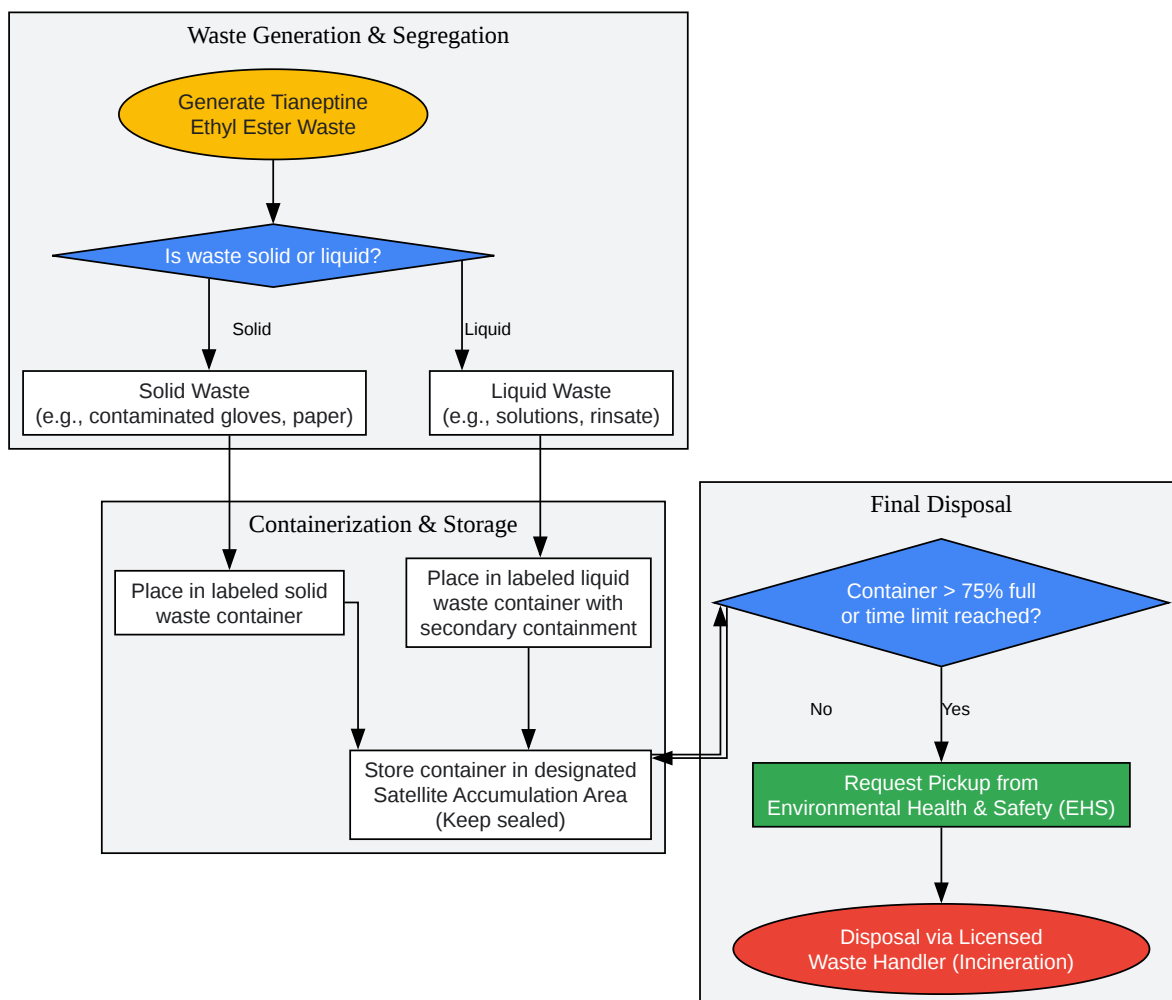 Waste Generation & Segregation
Generate Tianeptine
Ethyl Ester Waste
Is waste solid or liquid?
Solid
Liquid
Solid Waste
(e.g., contaminated gloves, paper)
Liquid Waste
(e.g., solutions, rinsate)
Containerization & Storage
Place in labeled solid
waste container
Place in labeled liquid
waste container with
secondary containment
Store container in designated
Satellite Accumulation Area
(Keep sealed)
Final Disposal
Container > 75% full
or time limit reached?
No
Yes
Request Pickup from
Environmental Health & Safety (EHS)
Disposal via Licensed
Waste Handler (Incineration)